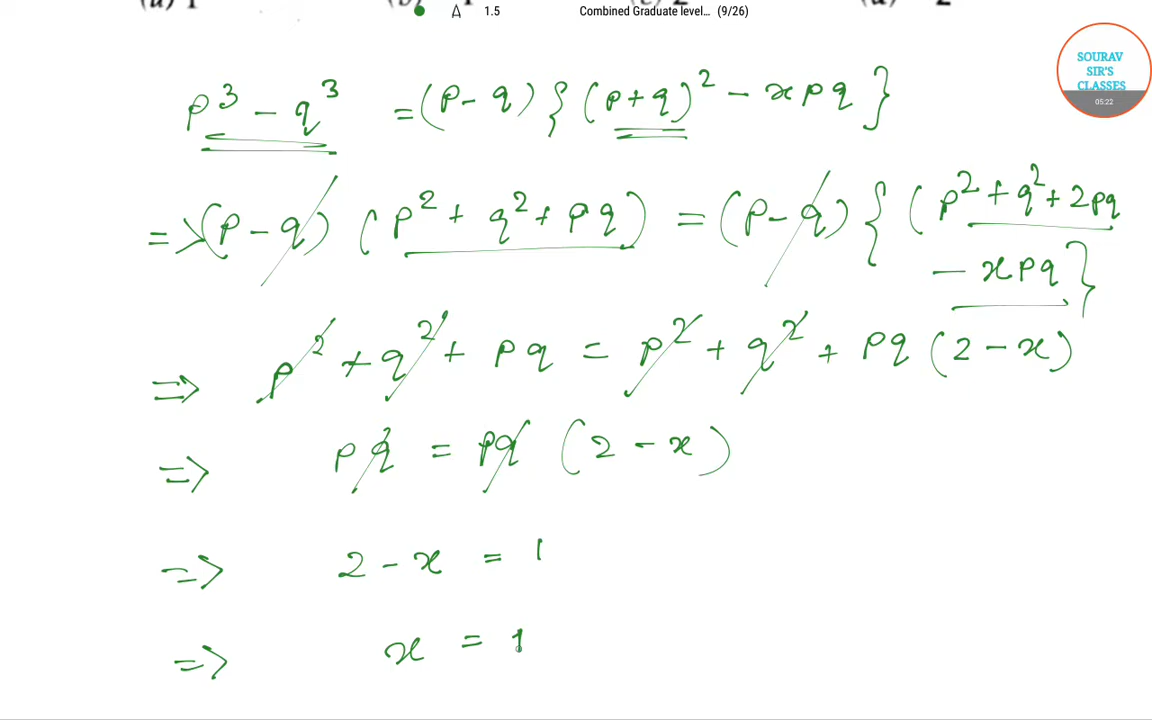 1.5 Combined Graduate level... (9/26)
SOURAV
SIR'S
CLASSES
05:22
p³ - q³ = (p - q) { (p + q)² - xpq }
=> (p - q) (p² + q² + pq) = (p - q) { (p² + q² + 2pq
- xpq }
=> p² + q² + pq = p² + q² + pq (2 - x)
=> pq = pq (2 - x)
=> 2 - x = 1
=> x = 1